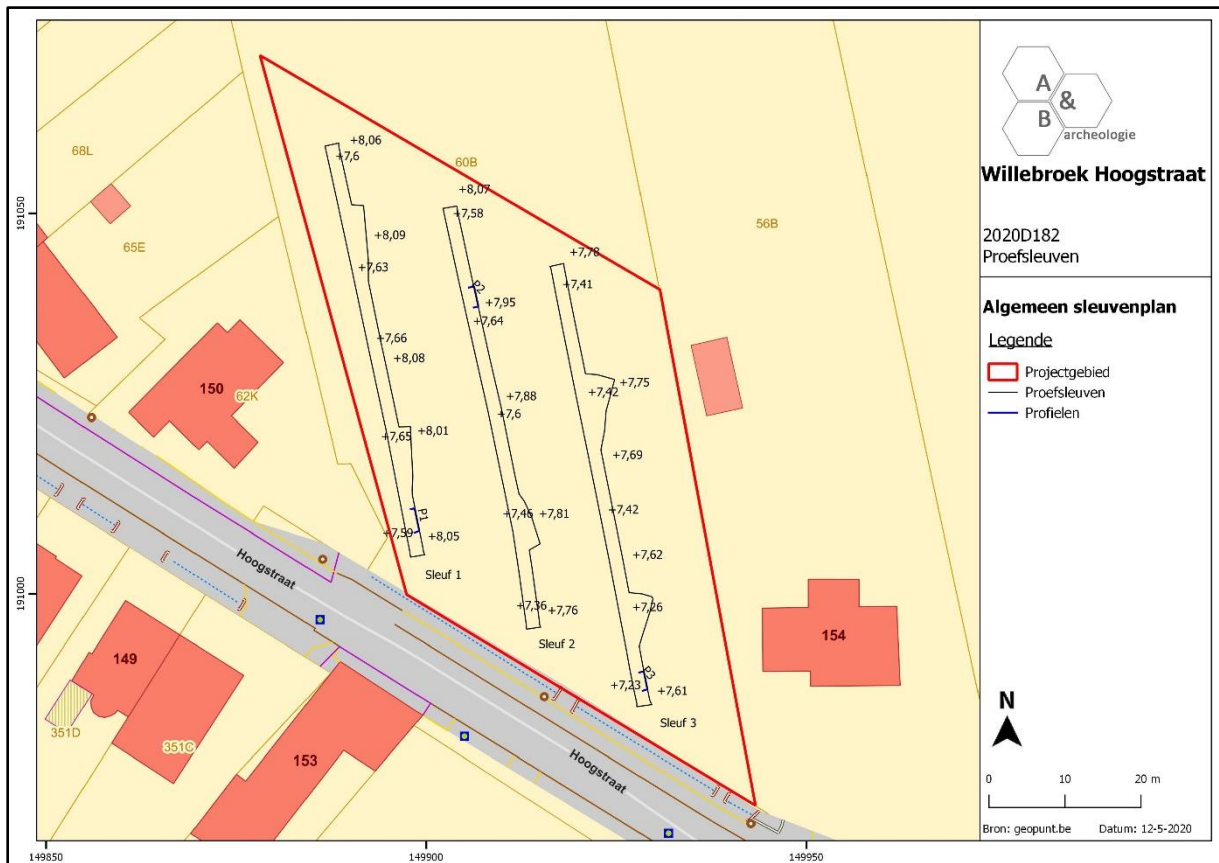 68L
65E
150
62K
60B
56B
+8,06
+7,6
+8,09
+7,63
+7,66
+8,08
+8,01
+7,65
P1
+7,59
+8,05
Sleuf 1
+8,07
+7,58
P2
+7,95
+7,64
+7,88
+7,6
+7,46
+7,81
+7,36
+7,76
Sleuf 2
+7,78
+7,41
+7,75
+7,42
+7,69
+7,42
+7,62
+7,26
P3
+7,23
+7,61
Sleuf 3
Hoogstraat
Hoogstraat
149
351D
351C
153
154
191050
191000
149850
149900
149950
A
&
B
archeologie
Willebroek Hoogstraat
2020D182
Proefsleuven
Algemeen sleuvenplan
Legende
Projectgebied
Proefsleuven
Profielen
N
0 10 20 m
Bron: geopunt.be Datum: 12-5-2020